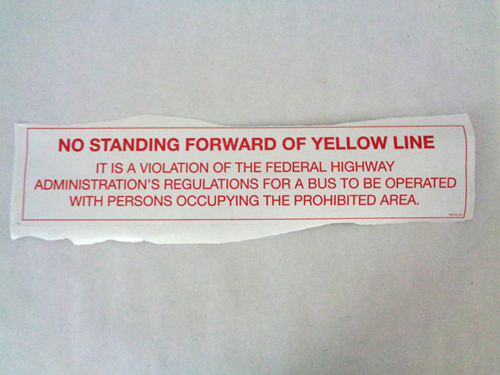 NO STANDING FORWARD OF YELLOW LINE
IT IS A VIOLATION OF THE FEDERAL HIGHWAY
ADMINISTRATION'S REGULATIONS FOR A BUS TO BE OPERATED
WITH PERSONS OCCUPYING THE PROHIBITED AREA.